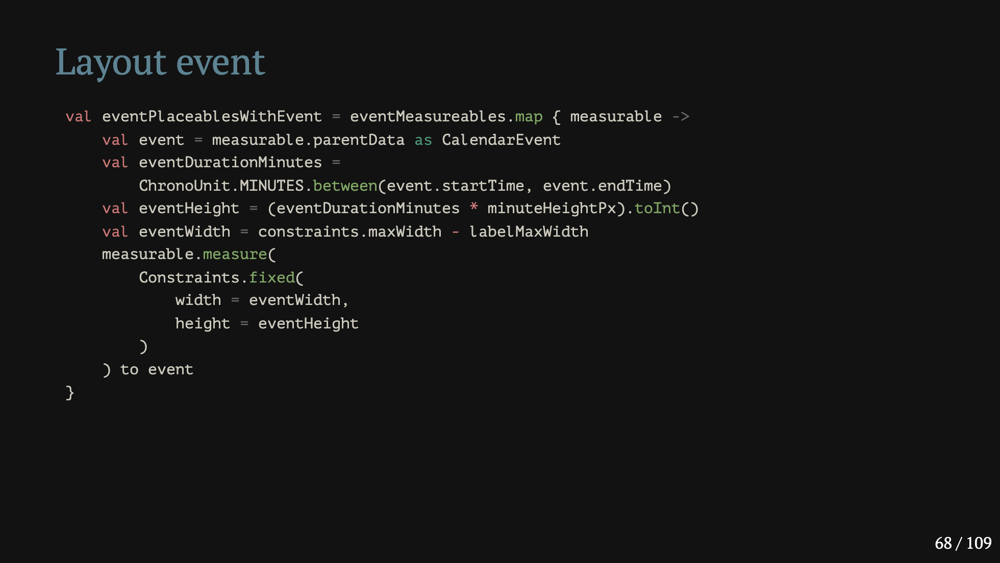 Layout event
val eventPlaceablesWithEvent = eventMeasureables.map { measurable ->
    val event = measurable.parentData as CalendarEvent
    val eventDurationMinutes =
        ChronoUnit.MINUTES.between(event.startTime, event.endTime)
    val eventHeight = (eventDurationMinutes * minuteHeightPx).toInt()
    val eventWidth = constraints.maxWidth - labelMaxWidth
    measurable.measure(
        Constraints.fixed(
            width = eventWidth,
            height = eventHeight
        )
    ) to event
}
68 / 109